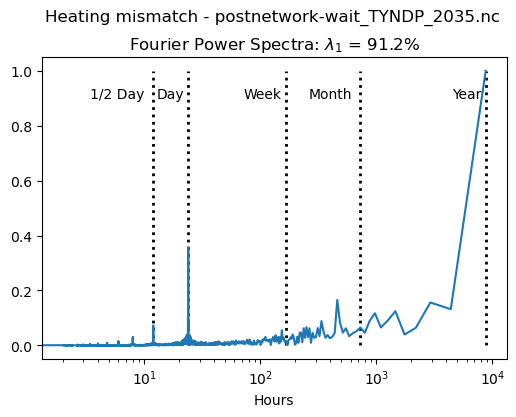 Heating mismatch - postnetwork-wait_TYNDP_2035.nc
Fourier Power Spectra: λ₁ = 91.2%
1.0
1/2 Day Day Week Month Year
0.8
0.6
0.4
0.2
0.0
10¹ 10² 10³ 10⁴
Hours